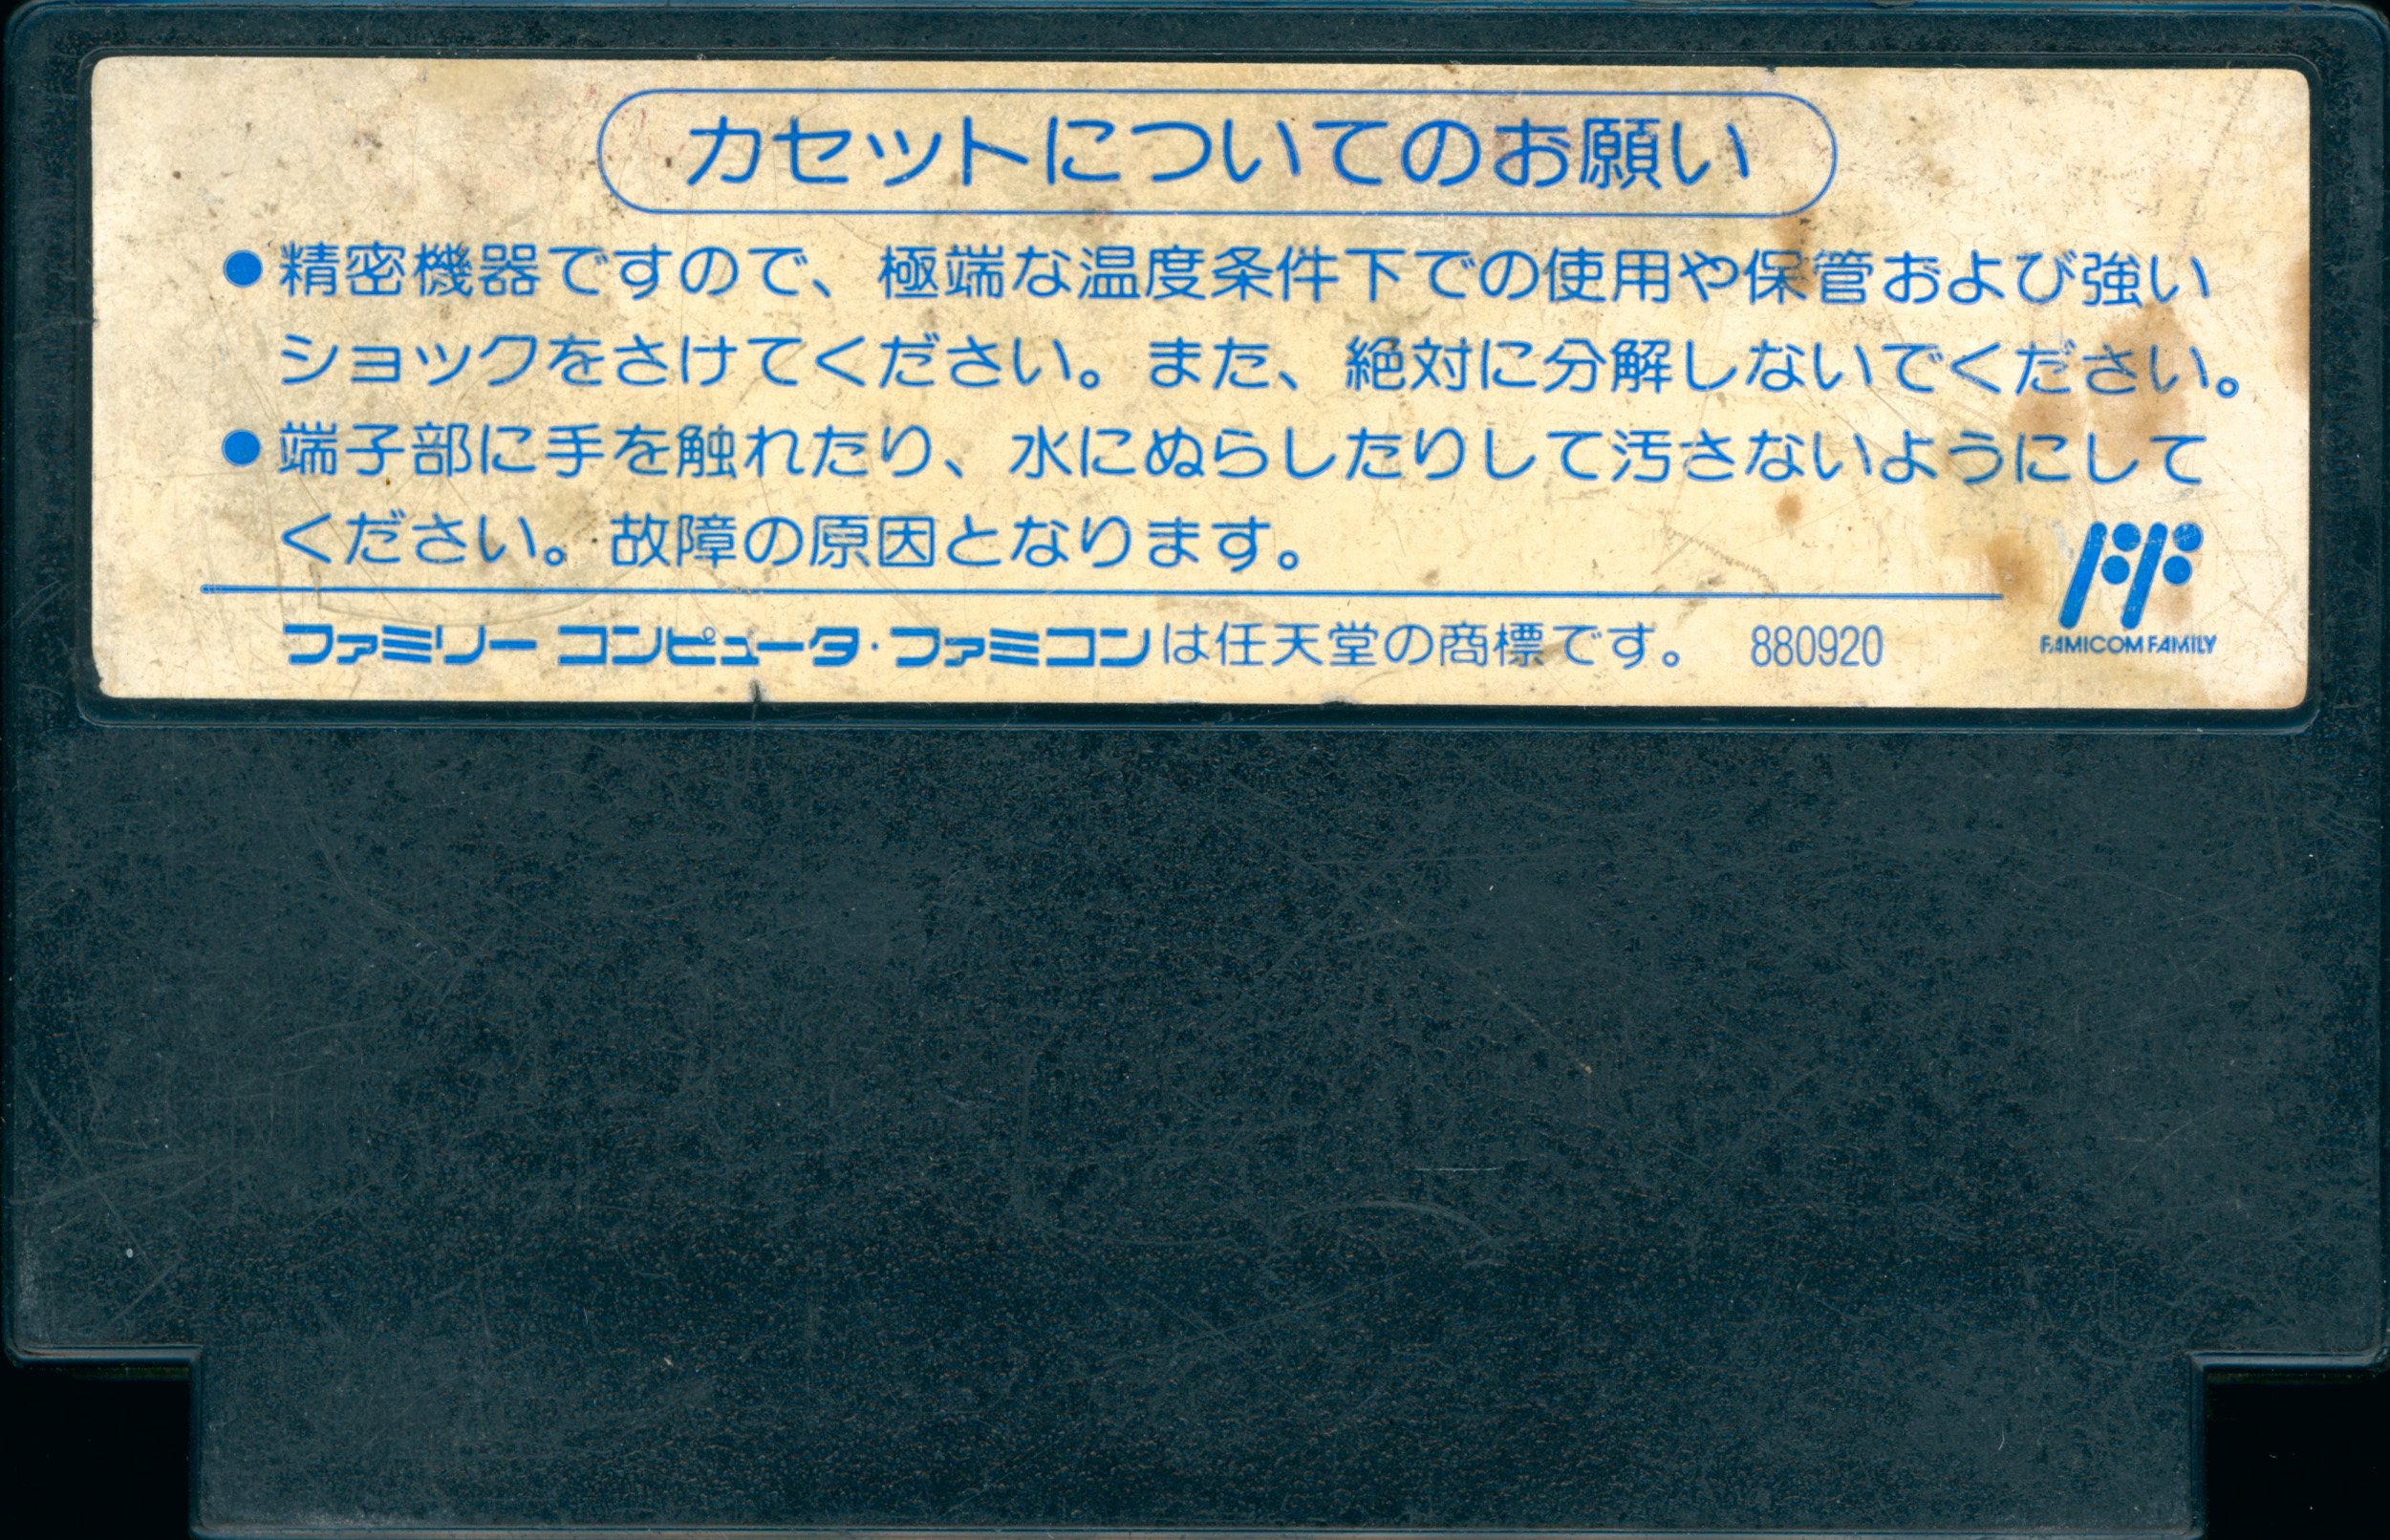 カセットについてのお願い
●精密機器ですので、極端な温度条件下での使用や保管および強い
ショックをさけてください。また、絶対に分解しないでください。
●端子部に手を触れたり、水にぬらしたりして汚さないようにして
ください。故障の原因となります。
ファミリー コンピュータ・ファミコンは任天堂の商標です。 880920
FAMICOM FAMILY